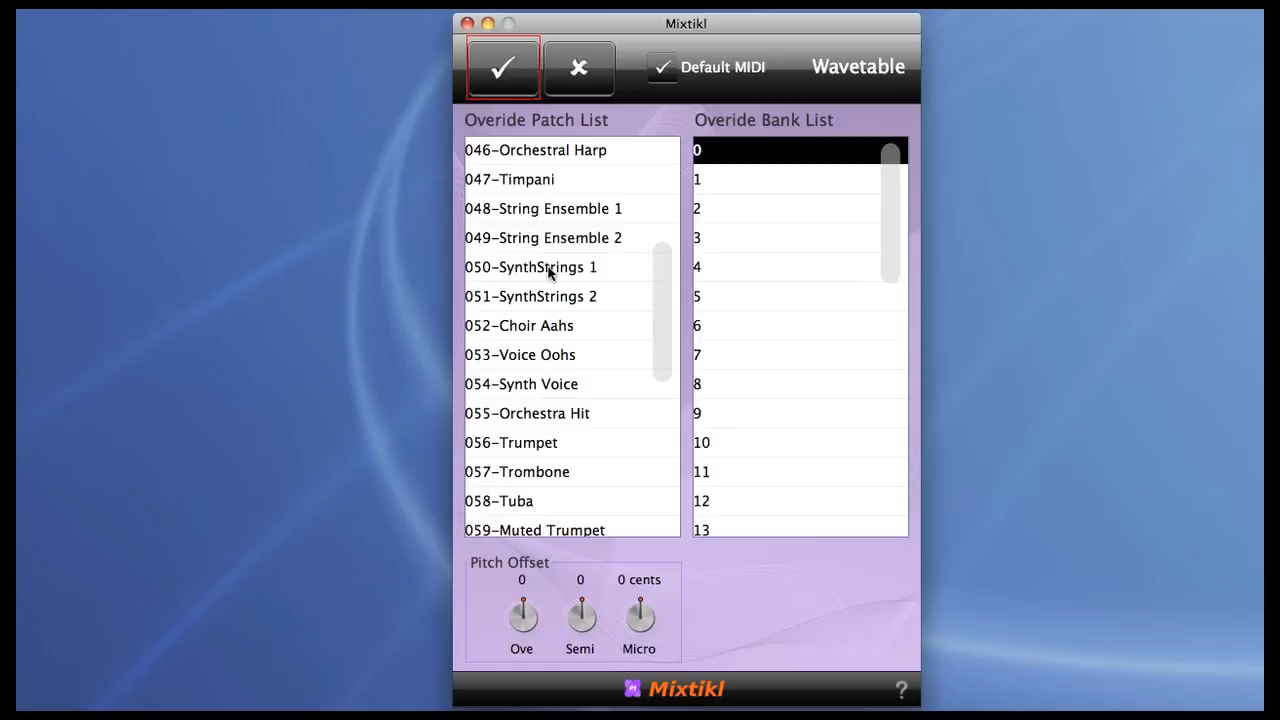 Mixtikl
Default MIDI
Wavetable
Overide Patch List
Overide Bank List
046-Orchestral Harp
047-Timpani
048-String Ensemble 1
049-String Ensemble 2
050-SynthStrings 1
051-SynthStrings 2
052-Choir Aahs
053-Voice Oohs
054-Synth Voice
055-Orchestra Hit
056-Trumpet
057-Trombone
058-Tuba
059-Muted Trumpet
0
1
2
3
4
5
6
7
8
9
10
11
12
13
Pitch Offset
0 0 0 cents
Ove Semi Micro
Pt Mixtikl ?